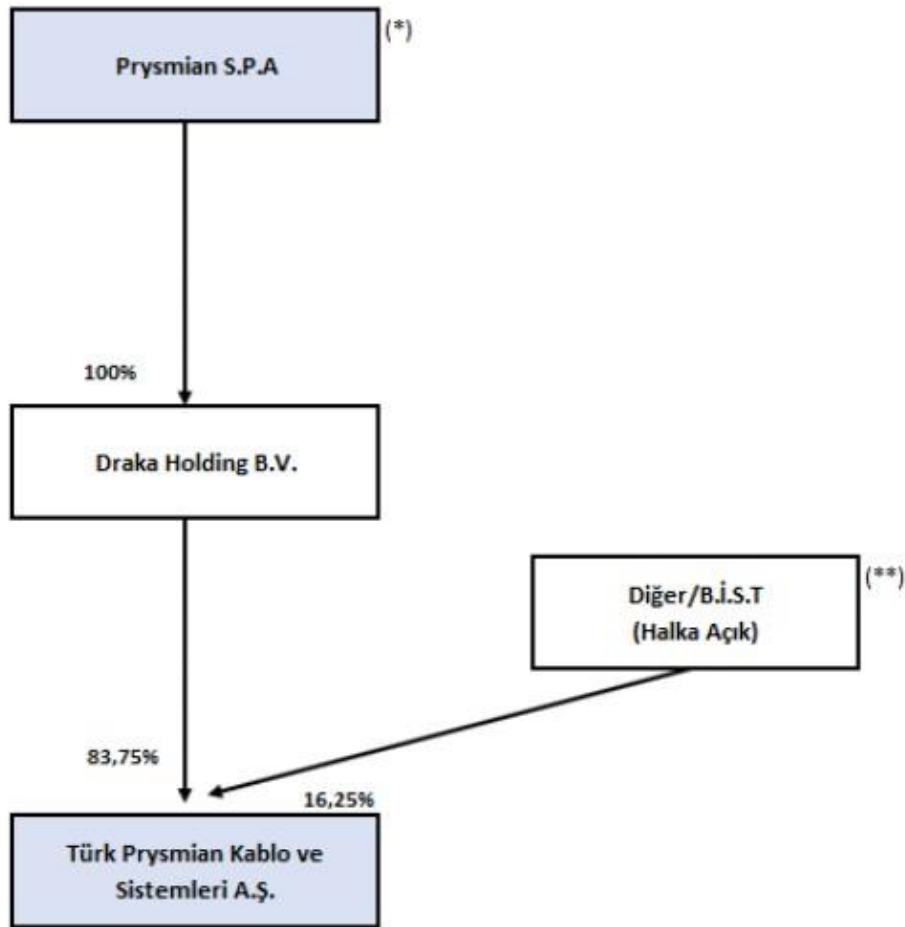 Prysmian S.P.A
(*)
100%
Draka Holding B.V.
Diğer/B.İ.S.T
(Halka Açık)
(**)
83,75%
16,25%
Türk Prysmian Kablo ve
Sistemleri A.Ş.